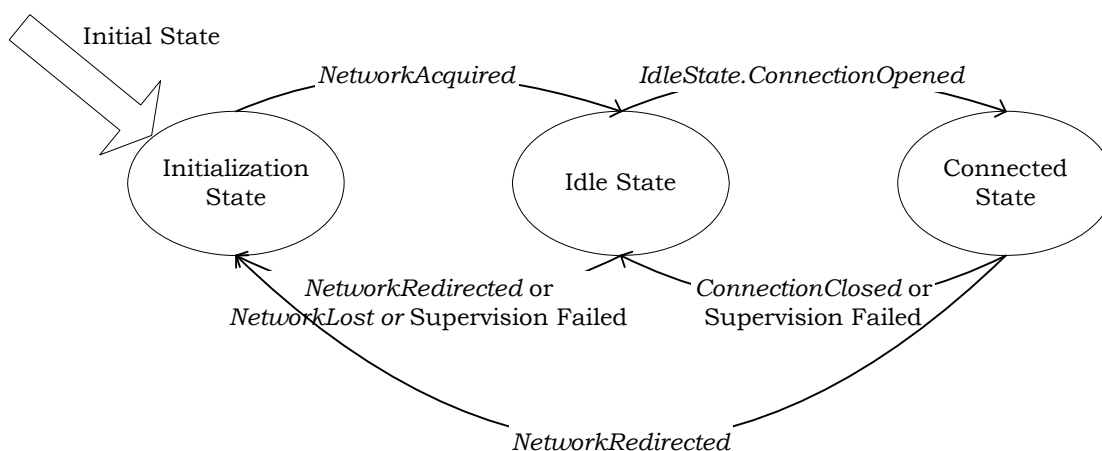 Initial State
NetworkAcquired
IdleState.ConnectionOpened
Initialization
State
Idle State
Connected
State
NetworkRedirected or
NetworkLost or Supervision Failed
ConnectionClosed or
Supervision Failed
NetworkRedirected